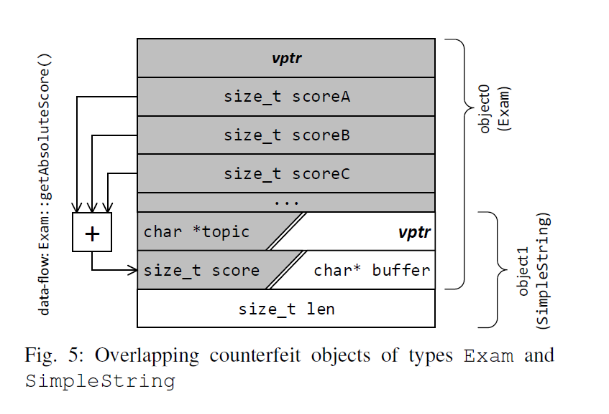 data-flow: Exam::getAbsoluteScore()
vptr
size_t scoreA
size_t scoreB
size_t scoreC
...
char *topic
vptr
+
size_t score
char* buffer
size_t len
object0
(Exam)
object1
(SimpleString)
Fig. 5: Overlapping counterfeit objects of types Exam and
SimpleString